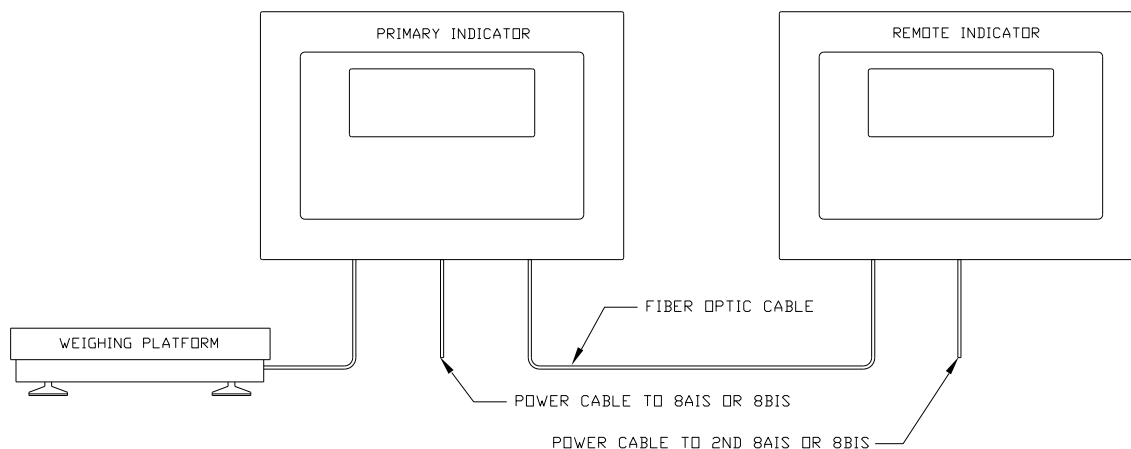 PRIMARY INDICATOR
REMOTE INDICATOR
FIBER OPTIC CABLE
WEIGHING PLATFORM
POWER CABLE TO 8AIS OR 8BIS
POWER CABLE TO 2ND 8AIS OR 8BIS